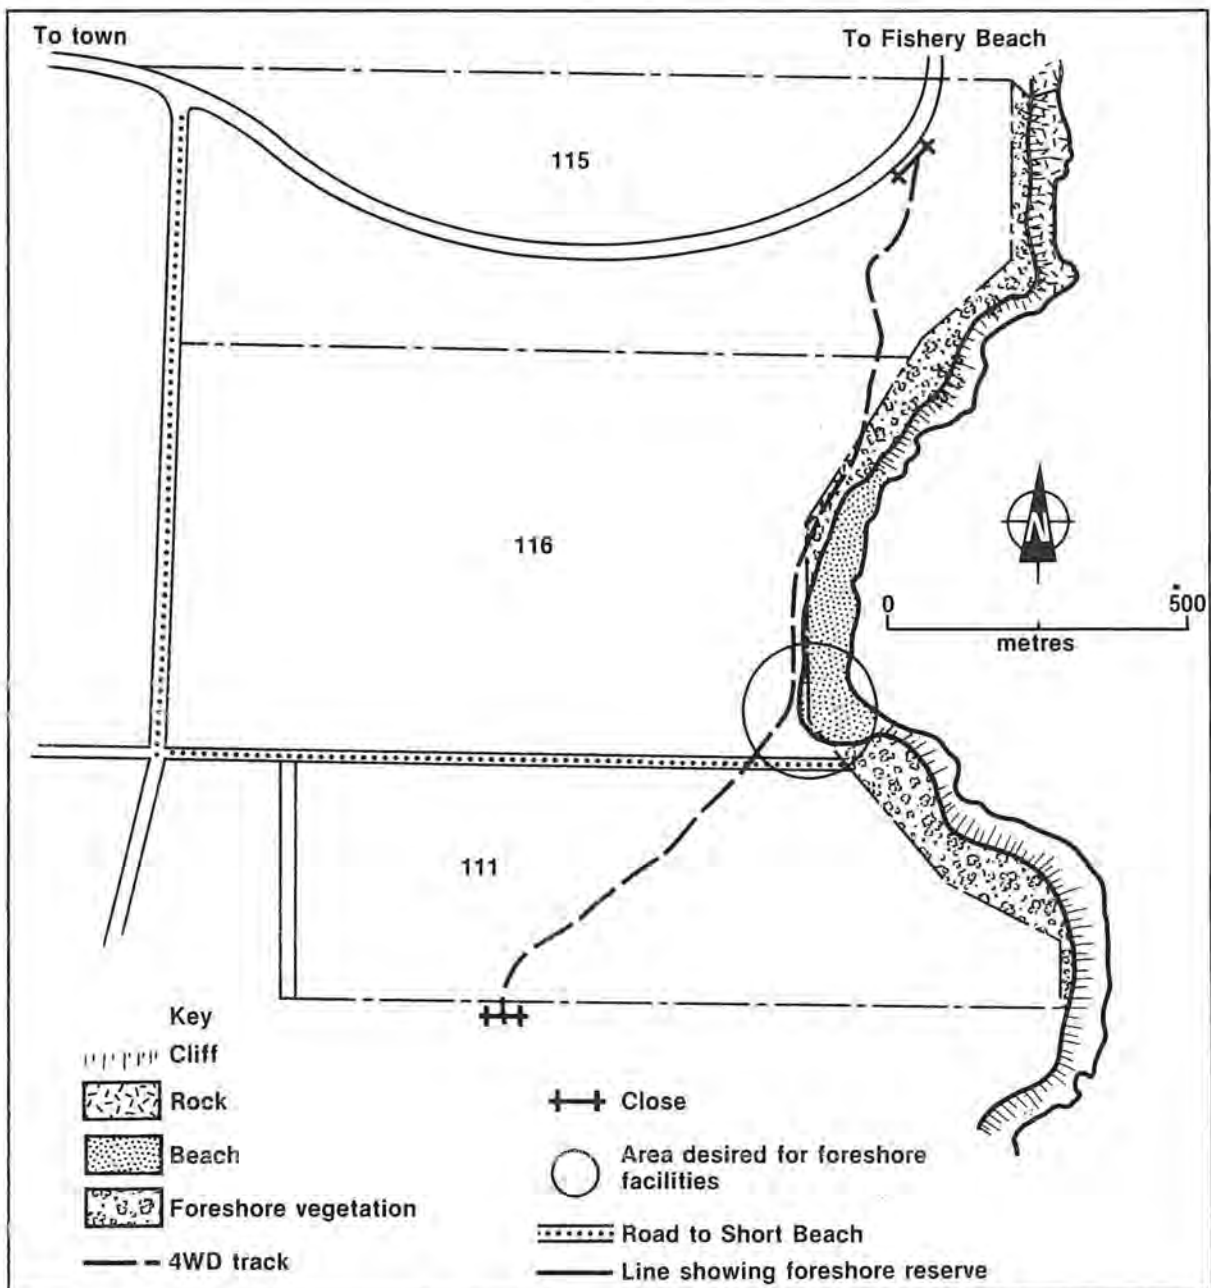 To town
To Fishery Beach
115
116
N
0 500
metres
111
Key
Cliff
Rock
Beach
Foreshore vegetation
4WD track
Close
Area desired for foreshore
facilities
Road to Short Beach
Line showing foreshore reserve